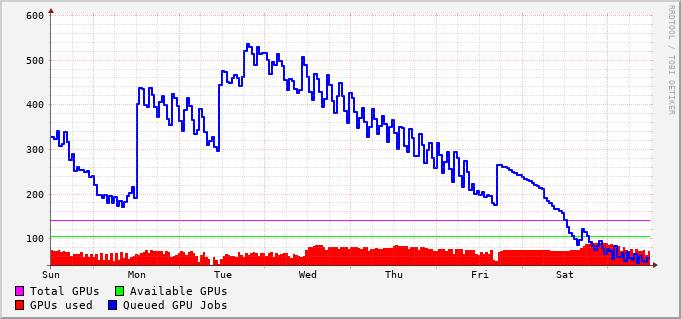 600
500
400
300
200
100
Sun Mon Tue Wed Thu Fri Sat
Total GPUs Available GPUs
GPUs used Queued GPU Jobs
RRDTOOL / TOBI OETIKER